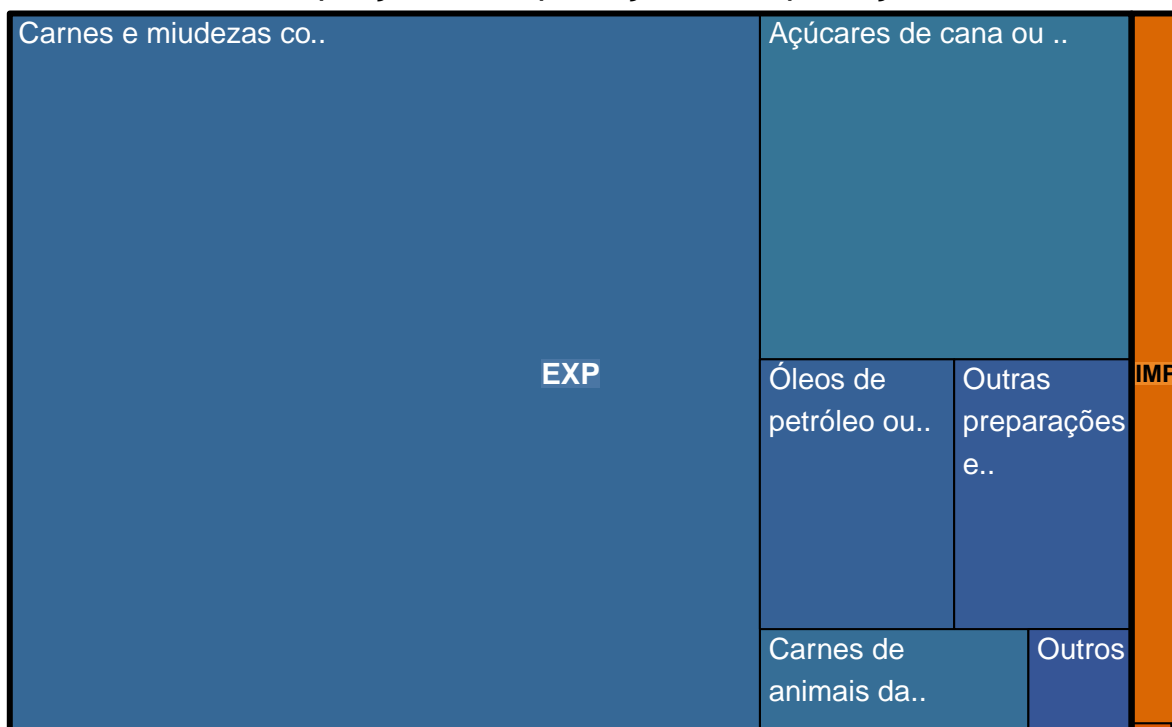 Carnes e miudezas co..
Açúcares de cana ou ..
EXP
IMP
Óleos de
petróleo ou..
Outras
preparações
e..
Carnes de
animais da..
Outros